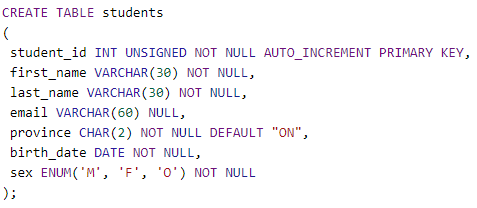 CREATE TABLE students
(
student_id INT UNSIGNED NOT NULL AUTO_INCREMENT PRIMARY KEY,
first_name VARCHAR(30) NOT NULL,
last_name VARCHAR(30) NOT NULL,
email VARCHAR(60) NULL,
province CHAR(2) NOT NULL DEFAULT "ON",
birth_date DATE NOT NULL,
sex ENUM('M', 'F', 'O') NOT NULL
);